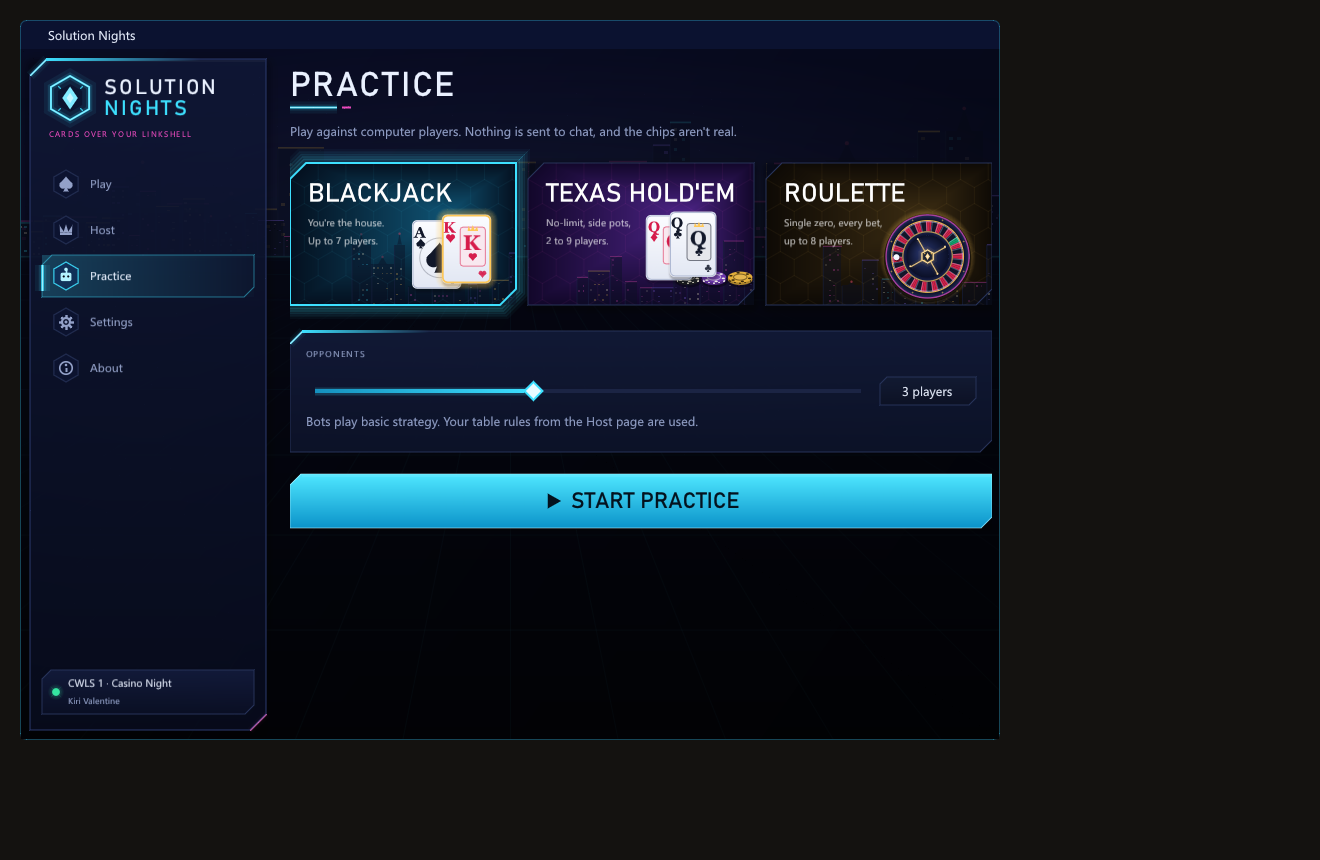 Solution Nights
SOLUTION
NIGHTS
CARDS OVER YOUR LINKSHELL
Play
Host
Practice
Settings
About
CWLS 1 · Casino Night
Kiri Valentine
PRACTICE
Play against computer players. Nothing is sent to chat, and the chips aren't real.
BLACKJACK
You're the house.
Up to 7 players.
A
K
K
TEXAS HOLD'EM
No-limit, side pots,
2 to 9 players.
Q
Q
Q
ROULETTE
Single zero, every bet,
up to 8 players.
OPPONENTS
3 players
Bots play basic strategy. Your table rules from the Host page are used.
START PRACTICE